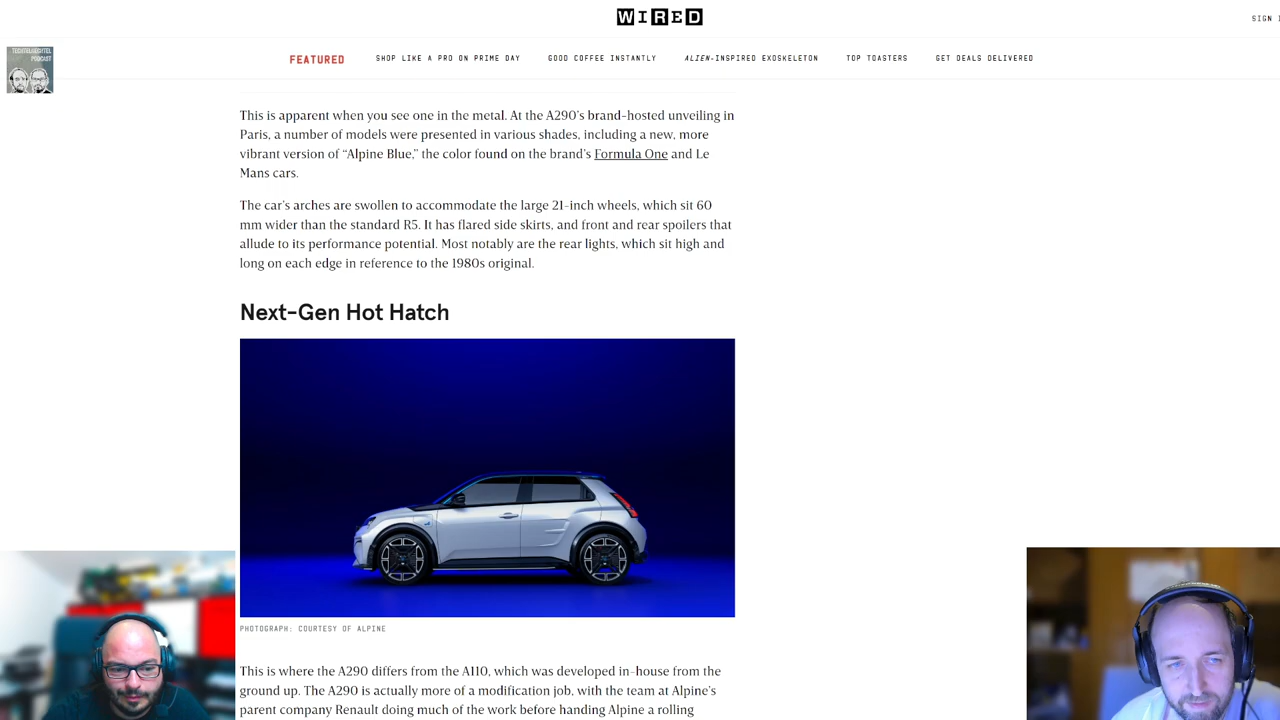 WIRED
SIGN
TECHTELMECHTEL
PODCAST
FEATURED
SHOP LIKE A PRO ON PRIME DAY
GOOD COFFEE INSTANTLY
ALIEN-INSPIRED EXOSKELETON
TOP TOASTERS
GET DEALS DELIVERED
This is apparent when you see one in the metal. At the A290’s brand-hosted unveiling in
Paris, a number of models were presented in various shades, including a new, more
vibrant version of “Alpine Blue,” the color found on the brand’s Formula One and Le
Mans cars.
The car’s arches are swollen to accommodate the large 21-inch wheels, which sit 60
mm wider than the standard R5. It has flared side skirts, and front and rear spoilers that
allude to its performance potential. Most notably are the rear lights, which sit high and
long on each edge in reference to the 1980s original.
Next-Gen Hot Hatch
PHOTOGRAPH: COURTESY OF ALPINE
This is where the A290 differs from the A110, which was developed in-house from the
ground up. The A290 is actually more of a modification job, with the team at Alpine’s
parent company Renault doing much of the work before handing Alpine a rolling